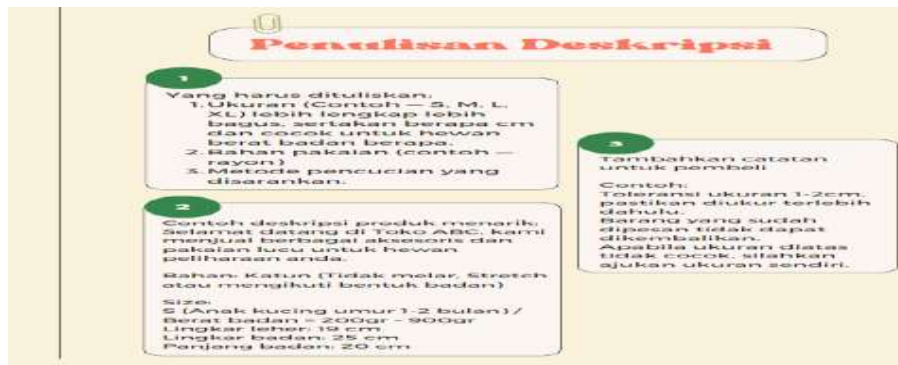 Penulisan Deskripsi
1
Yang harus dituliskan:
1. Ukuran (Contoh — S, M, L,
XL) lebih lengkap lebih
bagus, sertakan berapa cm
dan cocok untuk hewan
berat badan berapa.
2. Bahan pakaian (contoh —
rayon)
3. Metode pencucian yang
disarankan.
2
Contoh deskripsi produk menarik:
Selamat datang di Toko ABC, kami
menjual berbagai aksesoris dan
pakaian lucu untuk hewan
peliharaan anda.
Bahan: Katun (Tidak melar, Stretch
atau mengikuti bentuk badan)
Size:
S (Anak kucing umur 1-2 bulan) /
Berat badan = 200gr - 900gr
Lingkar leher: 19 cm
Lingkar badan: 25 cm
Panjang badan: 20 cm
3
Tambahkan catatan
untuk pembeli
Contoh:
Toleransi ukuran 1-2cm,
pastikan diukur terlebih
dahulu.
Barang yang sudah
dipesan tidak dapat
dikembalikan.
Apabila ukuran diatas
tidak cocok, silahkan
ajukan ukuran sendiri.